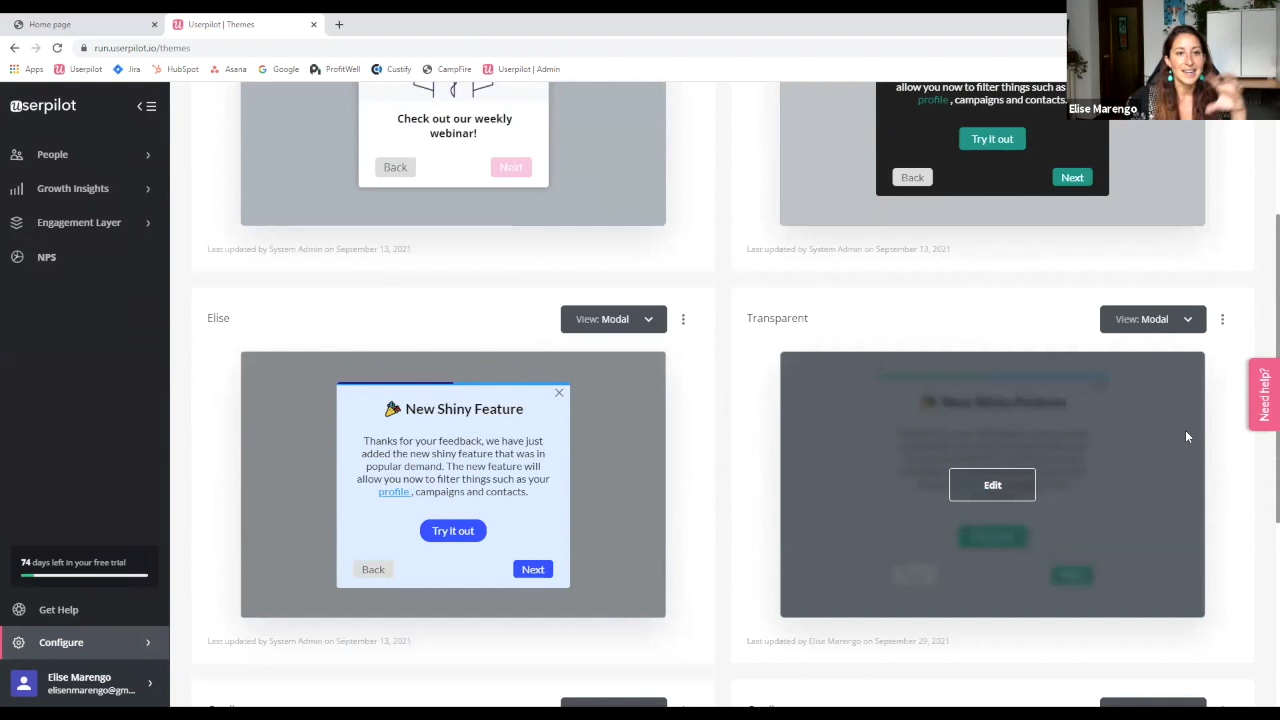 Home page
Userpilot | Themes
run.userpilot.io/themes
Apps
Userpilot
Jira
HubSpot
Asana
Google
ProfitWell
Custify
CampFire
Userpilot | Admin
Elise Marengo
userpilot
People
Growth Insights
Engagement Layer
NPS
74 days left in your free trial
Get Help
Configure
Elise Marengo
elisenmarengo@gm...
Check out our weekly
webinar!
Back
Next
Last updated by System Admin on September 13, 2021
allow you now to filter things such as
profile , campaigns and contacts.
Try it out
Back
Next
Last updated by System Admin on September 13, 2021
Elise
View: Modal
New Shiny Feature
Thanks for your feedback, we have just
added the new shiny feature that was in
popular demand. The new feature will
allow you now to filter things such as your
profile , campaigns and contacts.
Try it out
Back
Next
Last updated by System Admin on September 13, 2021
Transparent
View: Modal
Edit
Last updated by Elise Marengo on September 29, 2021
Need help?